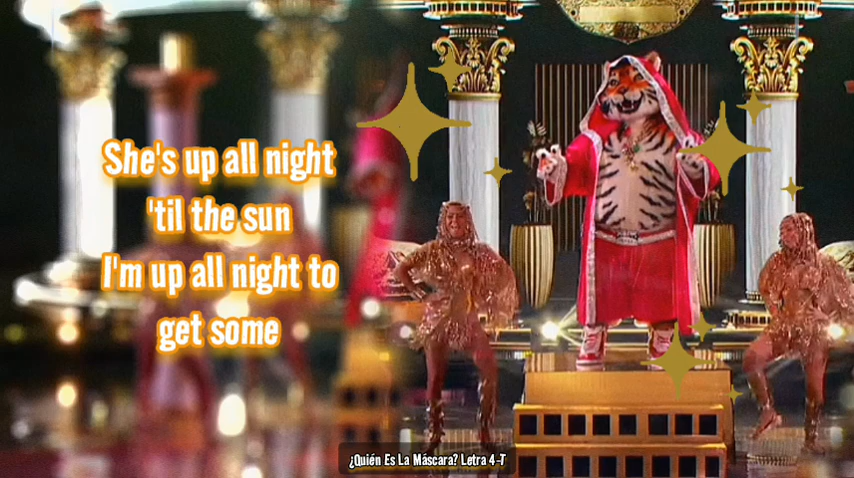 She's up all night
'til the sun
I'm up all night to
get some
¿Quién Es La Máscara? Letra 4-T